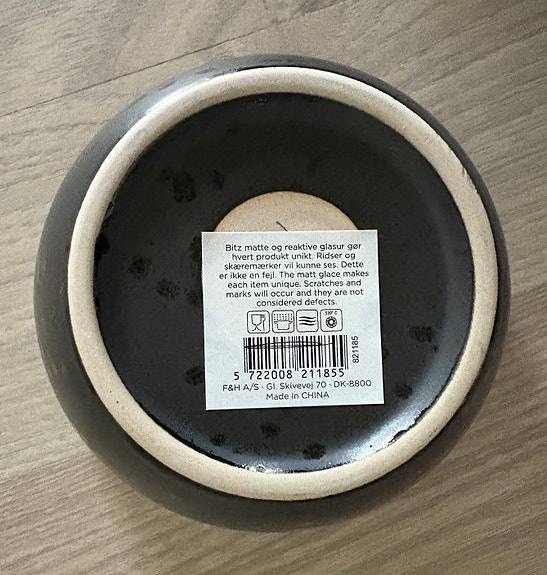 Bitz matte og reaktive glasur gør
hvert produkt unikt. Ridser og
skæremærker vil kunne ses. Dette
er ikke en fejl. The matt glace makes
each item unique. Scratches and
marks will occur and they are not
considered defects.
220° C
821185
5 722008 211855
F&H A/S · Gl. Skivevej 70 · DK-8800
Made in CHINA